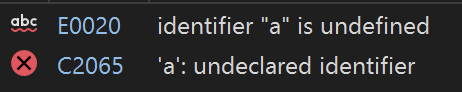 abc E0020 identifier "a" is undefined
C2065 'a': undeclared identifier